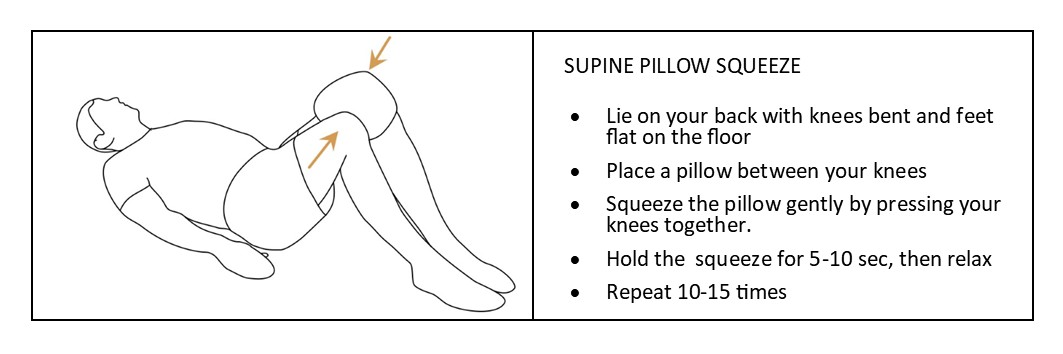 SUPINE PILLOW SQUEEZE
• Lie on your back with knees bent and feet
flat on the floor
• Place a pillow between your knees
• Squeeze the pillow gently by pressing your
knees together.
• Hold the  squeeze for 5-10 sec, then relax
• Repeat 10-15 times